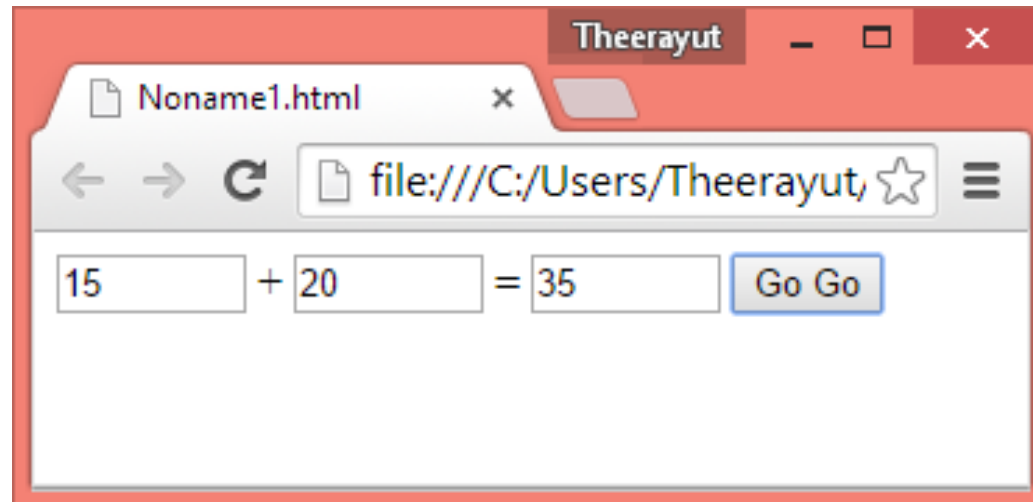 Theerayut
Noname1.html
file:///C:/Users/Theerayut/
15 + 20 = 35 Go Go